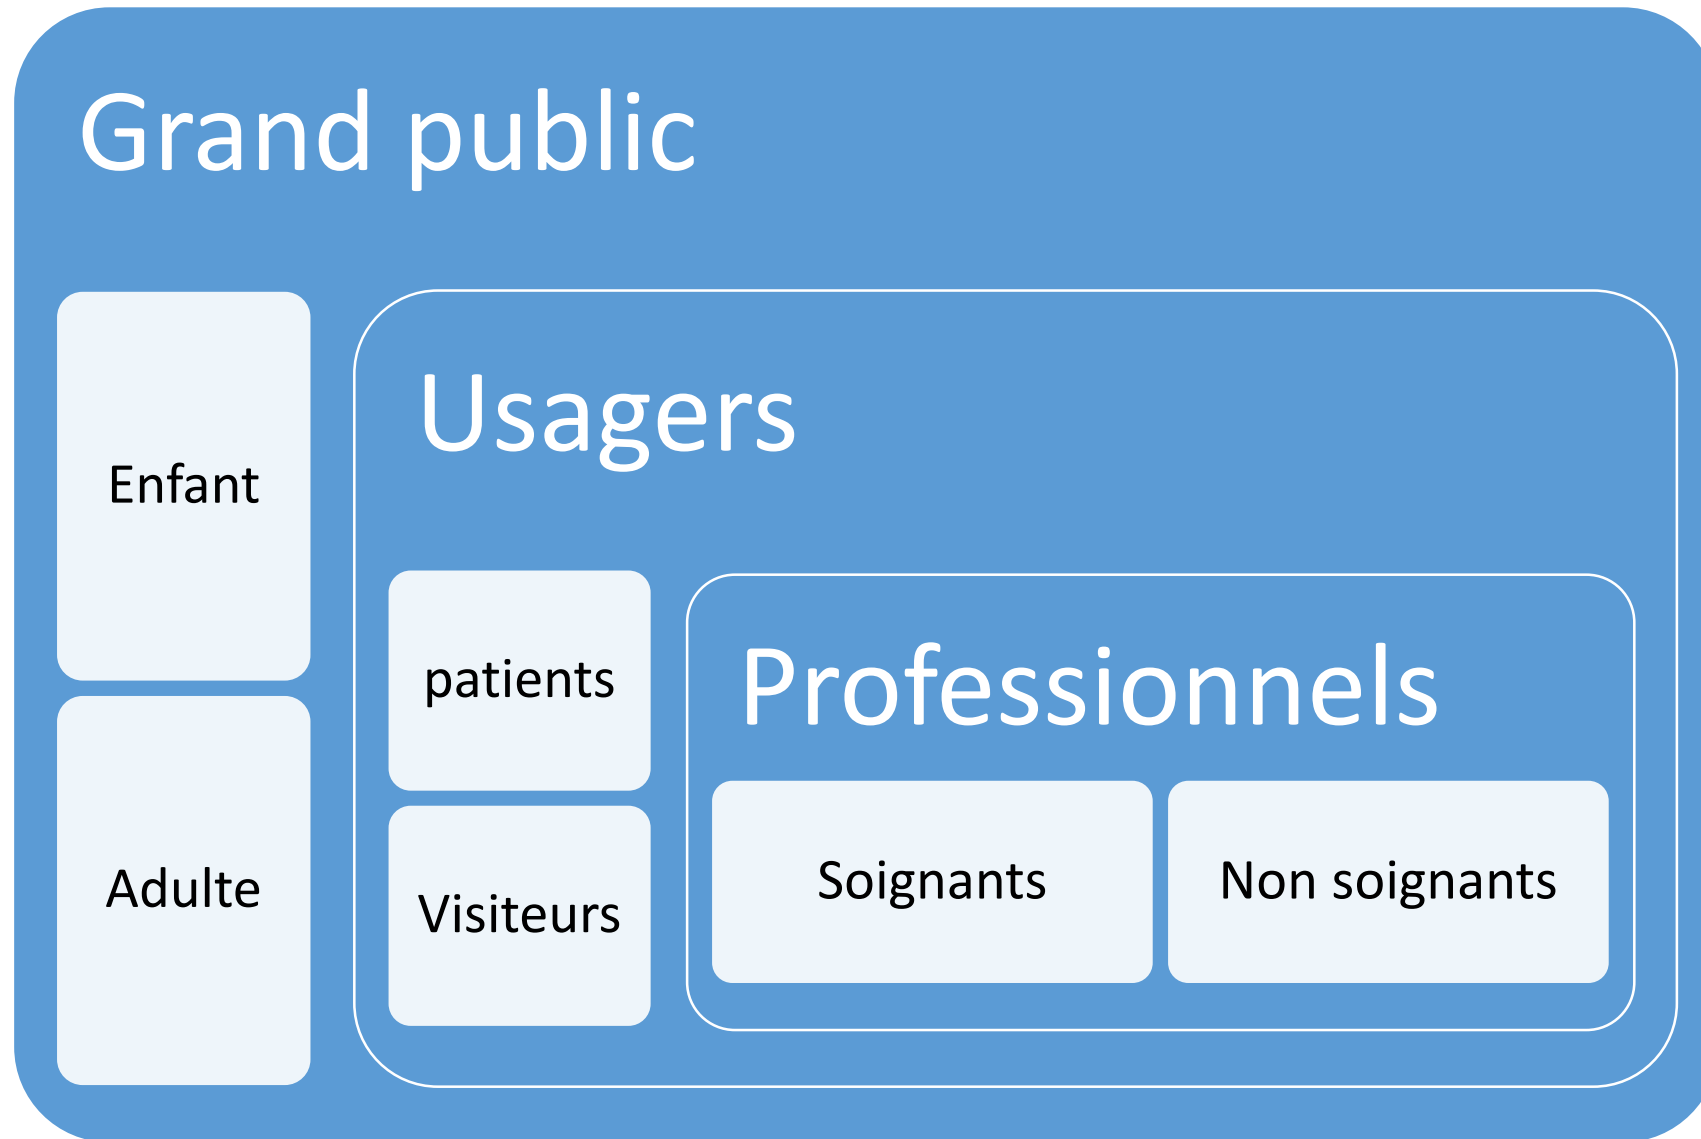 Grand public
Enfant
Adulte
Usagers
patients
Visiteurs
Professionnels
Soignants
Non soignants